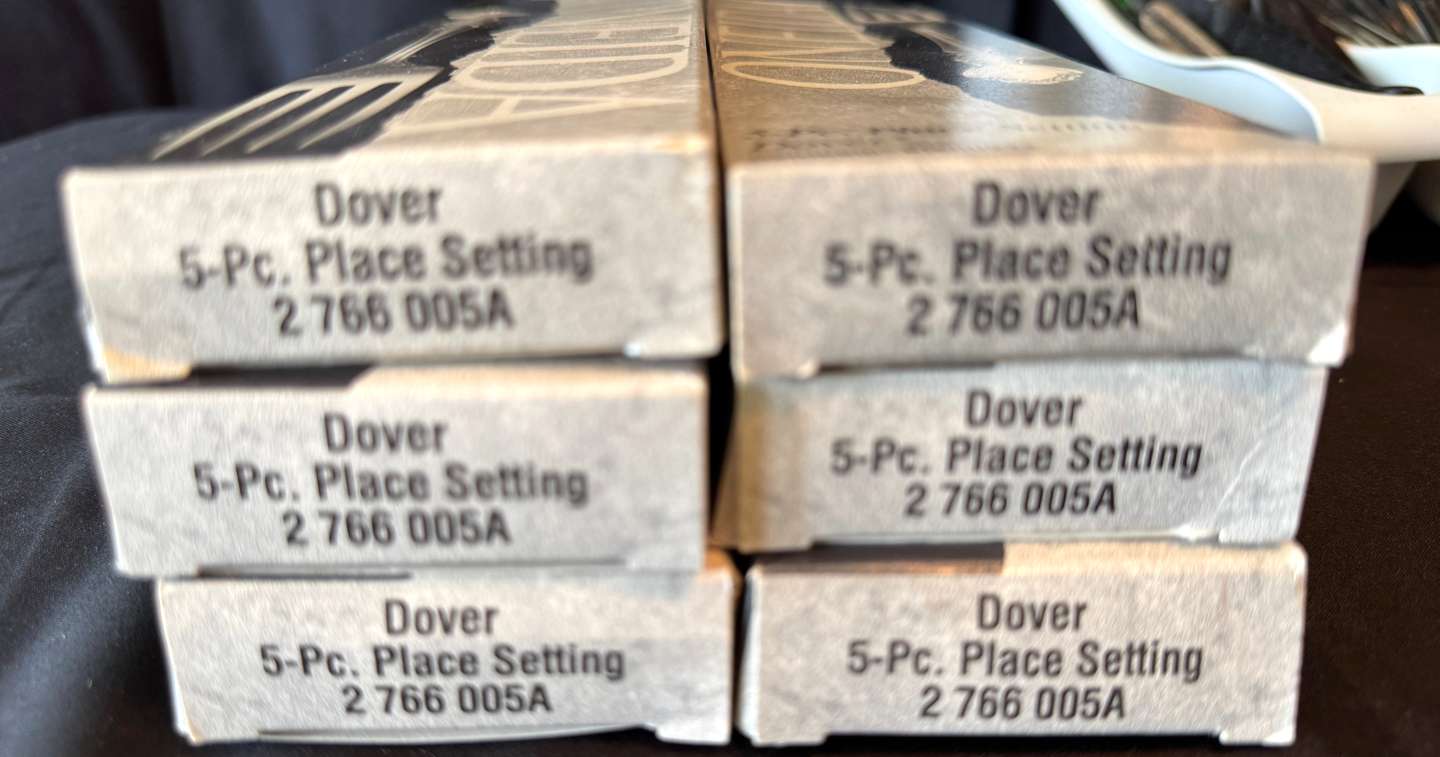 Dover
5-Pc. Place Setting
2 766 005A
Dover
5-Pc. Place Setting
2 766 005A
Dover
5-Pc. Place Setting
2 766 005A
Dover
5-Pc. Place Setting
2 766 005A
Dover
5-Pc. Place Setting
2 766 005A
Dover
5-Pc. Place Setting
2 766 005A